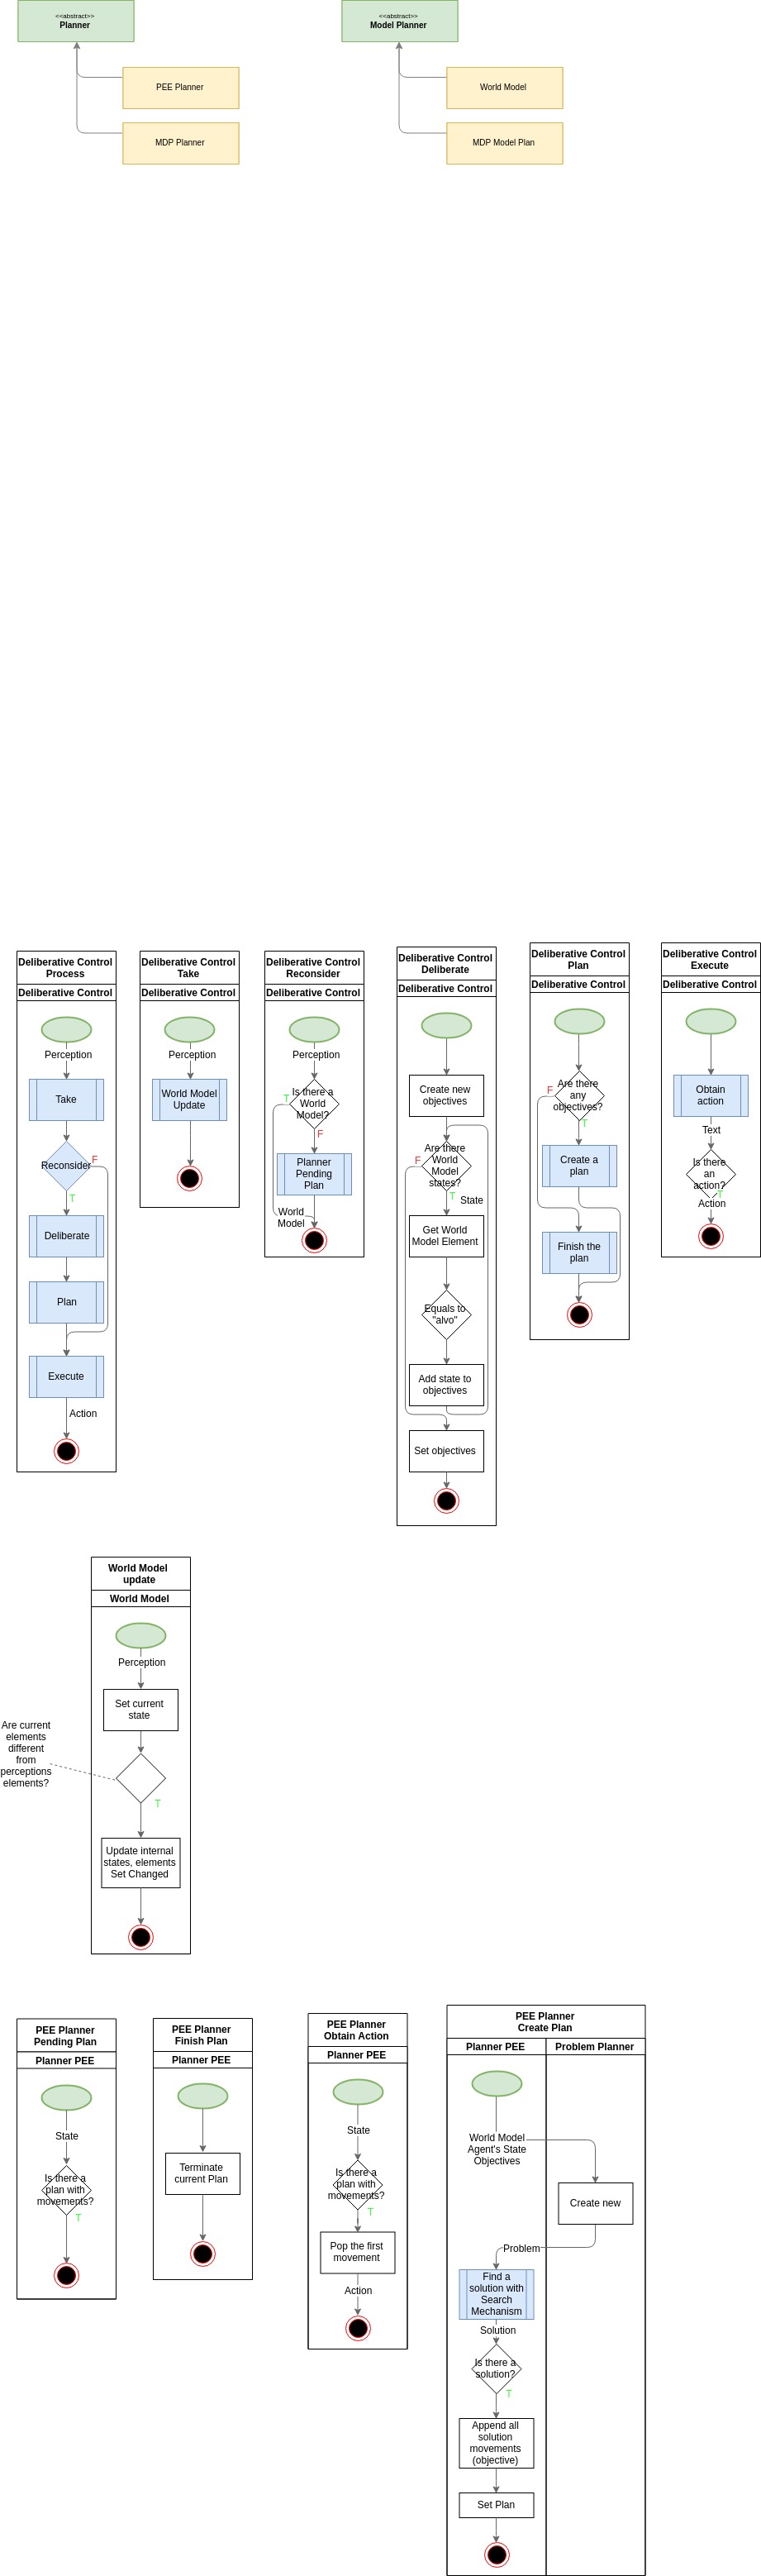 <<abstract>>
Planner
PEE Planner
MDP Planner
<<abstract>>
Model Planner
World Model
MDP Model Plan
Deliberative Control
Process
Deliberative Control
Perception
Take
Reconsider
F
T
Deliberate
Plan
Execute
Action
Deliberative Control
Take
Deliberative Control
Perception
World Model
Update
Deliberative Control
Reconsider
Deliberative Control
Perception
Is there a
World
Model?
T
F
Planner
Pending
Plan
World
Model
Deliberative Control
Deliberate
Deliberative Control
Create new
objectives
Are there
World
Model
states?
F
T
State
Get World
Model Element
Equals to
"alvo"
Add state to
objectives
Set objectives
Deliberative Control
Plan
Deliberative Control
Are there
any
objectives?
F
T
Create a
plan
Finish the
plan
Deliberative Control
Execute
Deliberative Control
Obtain
action
Text
Is there
an
action?
T
Action
World Model
update
World Model
Perception
Set current
state
Are current
elements
different
from
perceptions
elements?
T
Update internal
states, elements
Set Changed
PEE Planner
Pending Plan
Planner PEE
State
Is there a
plan with
movements?
T
PEE Planner
Finish Plan
Planner PEE
Terminate
current Plan
PEE Planner
Obtain Action
Planner PEE
State
Is there a
plan with
movements?
T
Pop the first
movement
Action
PEE Planner
Create Plan
Planner PEE
Problem Planner
World Model
Agent's State
Objectives
Create new
Problem
Find a
solution with
Search
Mechanism
Solution
Is there a
solution?
T
Append all
solution
movements
(objective)
Set Plan